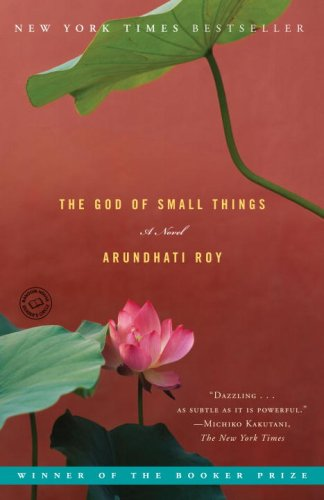 NEW YORK TIMES BESTSELLER
THE GOD OF SMALL THINGS
A Novel
ARUNDHATI ROY
"DAZZLING . . .
AS SUBTLE AS IT IS POWERFUL."
—MICHIKO KAKUTANI,
The New York Times
WINNER OF THE BOOKER PRIZE